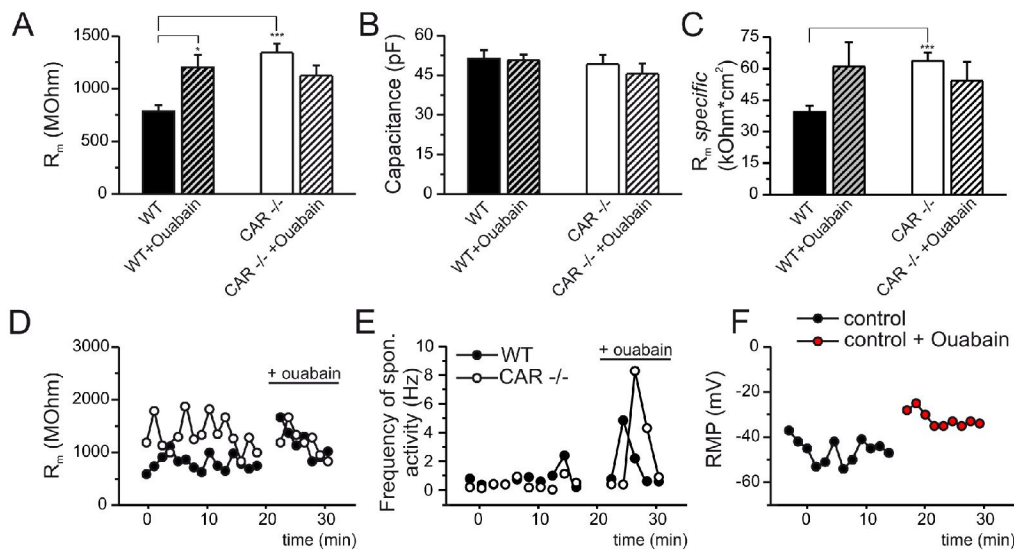 A
R_m (MOhm)
1500
1000
500
0
*
***
WT
WT+Ouabain
CAR -/-
CAR -/- +Ouabain
B
Capacitance (pF)
60
45
30
15
0
WT
WT+Ouabain
CAR -/-
CAR -/- +Ouabain
C
R_m specific
(kOhm*cm²)
75
60
45
30
15
0
***
WT
WT+Ouabain
CAR -/-
CAR -/- +Ouabain
D
R_m (MOhm)
3000
2000
1000
0
+ ouabain
0 10 20 30
time (min)
E
Frequency of spon.
activity (Hz)
10
8
6
4
2
0
WT
CAR -/-
+ ouabain
0 10 20 30
time (min)
F
control
control + Ouabain
RMP (mV)
0
-20
-40
-60
0 10 20 30
time (min)